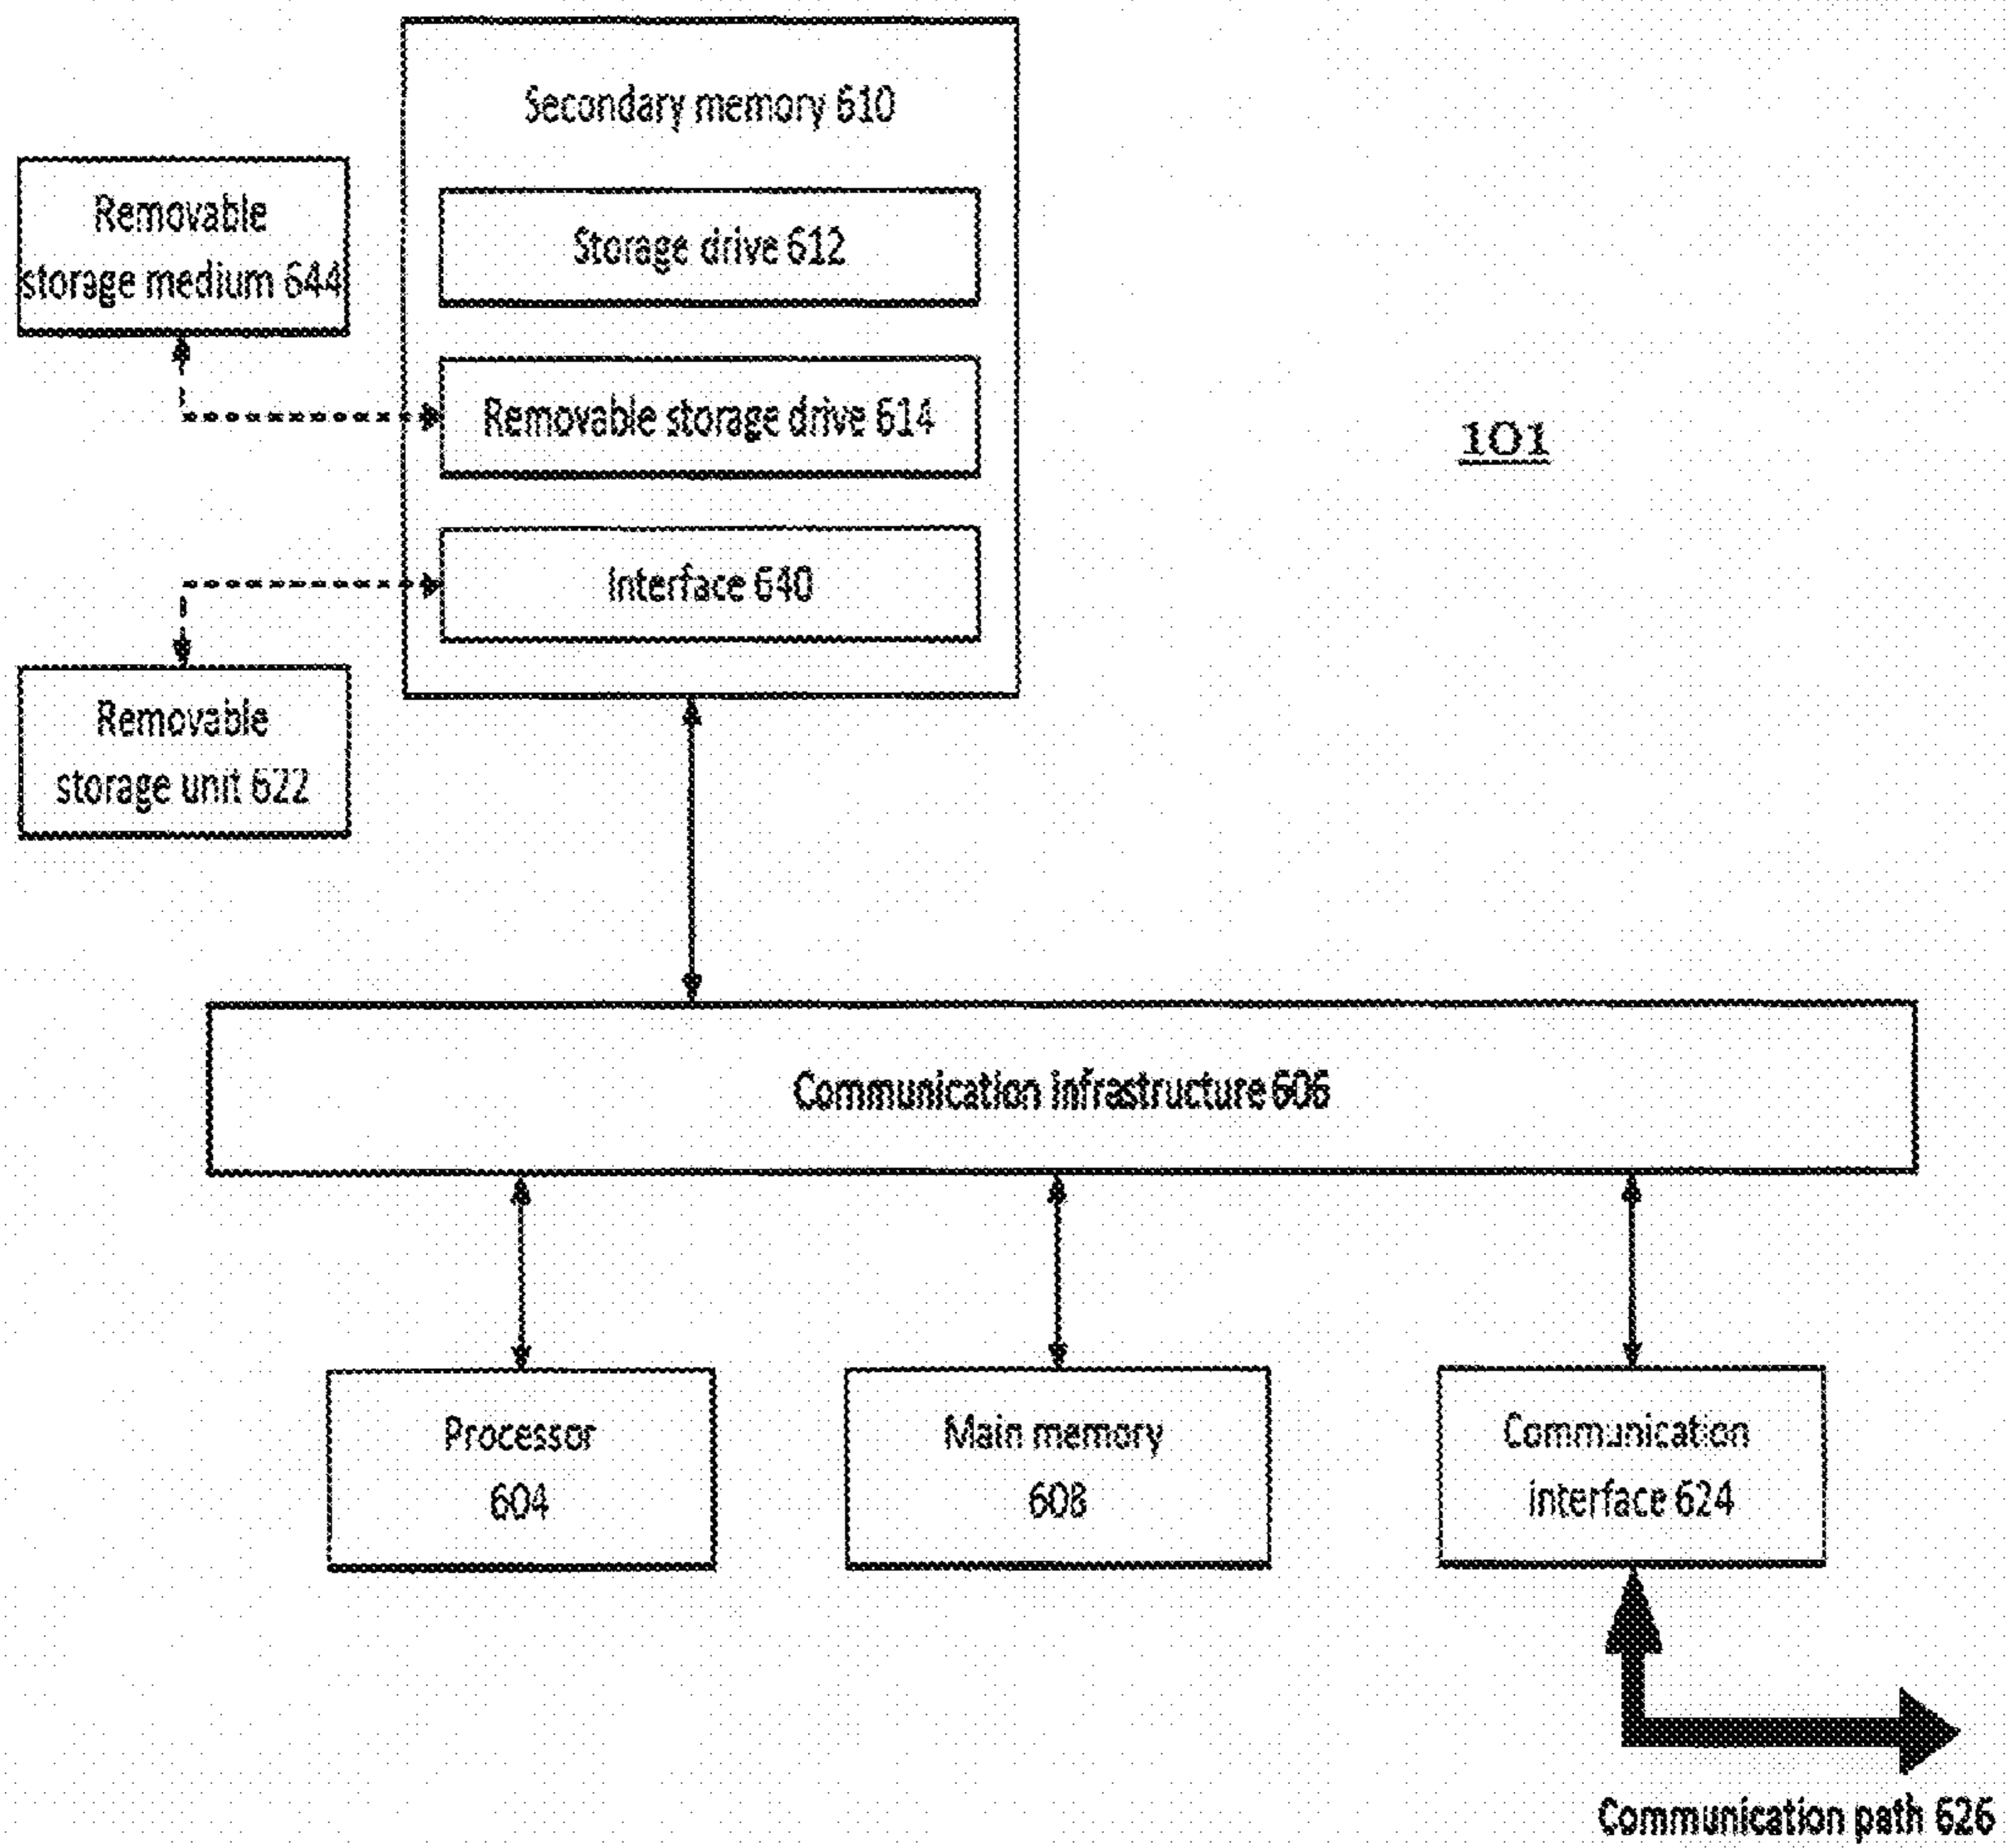 Secondary memory 610
Removable
storage medium 644
Storage drive 612
Removable storage drive 614
101
Interface 640
Removable
storage unit 622
Communication infrastructure 606
Processor
604
Main memory
608
Communication
interface 624
Communication path 626